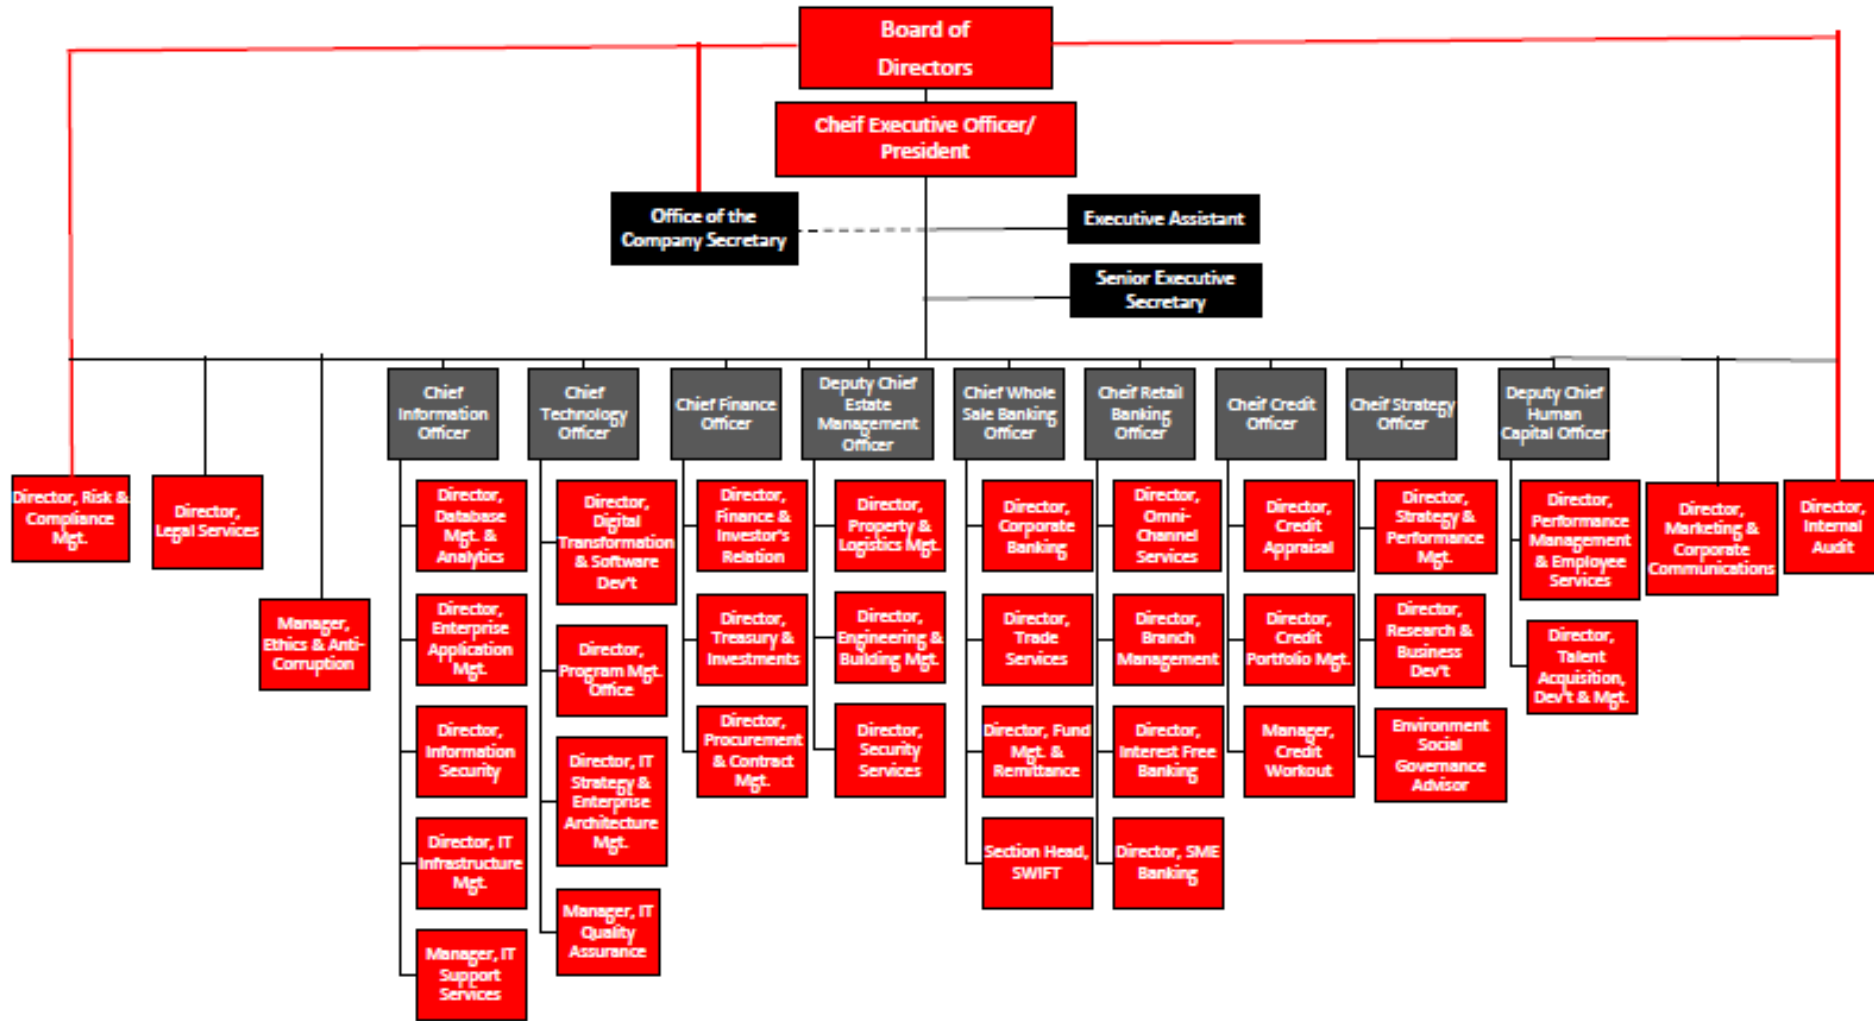 Board of
Directors
Cheif Executive Officer/
President
Office of the
Company Secretary
Executive Assistant
Senior Executive
Secretary
Chief
Information
Officer
Chief
Technology
Officer
Chief Finance
Officer
Deputy Chief
Estate
Management
Officer
Chief Whole
Sale Banking
Officer
Cheif Retail
Banking
Officer
Cheif Credit
Officer
Cheif Strategy
Officer
Deputy Chief
Human
Capital Officer
Director, Risk &
Compliance
Mgt.
Director,
Legal Services
Manager,
Ethics & Anti-
Corruption
Director,
Database
Mgt. &
Analytics
Director,
Enterprise
Application
Mgt.
Director,
Information
Security
Director, IT
Infrastructure
Mgt.
Manager, IT
Support
Services
Director,
Digital
Transformation
& Software
Dev't
Director,
Program Mgt.
Office
Director, IT
Strategy &
Enterprise
Architecture
Mgt.
Manager, IT
Quality
Assurance
Director,
Finance &
Investor's
Relation
Director,
Treasury &
Investments
Director,
Procurement
& Contract
Mgt.
Director,
Property &
Logistics Mgt.
Director,
Engineering &
Building Mgt.
Director,
Security
Services
Director,
Corporate
Banking
Director,
Trade
Services
Director, Fund
Mgt. &
Remittance
Section Head,
SWIFT
Director,
Omni-
Channel
Services
Director,
Branch
Management
Director,
Interest Free
Banking
Director, SME
Banking
Director,
Credit
Appraisal
Director,
Credit
Portfolio Mgt.
Manager,
Credit
Workout
Director,
Strategy &
Performance
Mgt.
Director,
Research &
Business
Dev't
Environment
Social
Governance
Advisor
Director,
Performance
Management
& Employee
Services
Director,
Talent
Acquisition,
Dev't & Mgt.
Director,
Marketing &
Corporate
Communications
Director,
Internal
Audit